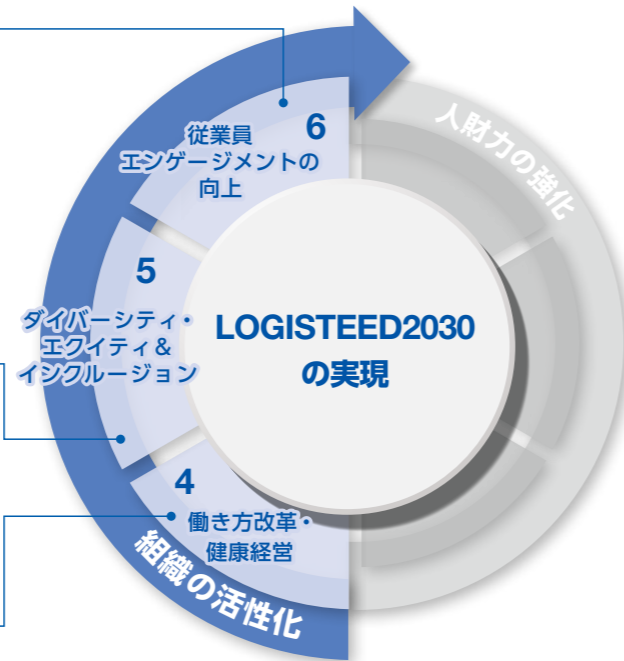 人財力の強化
6
従業員
エンゲージメントの
向上
5
ダイバーシティ・
エクイティ&
インクルージョン
LOGISTEED2030
の実現
4
働き方改革・
健康経営
組織の活性化